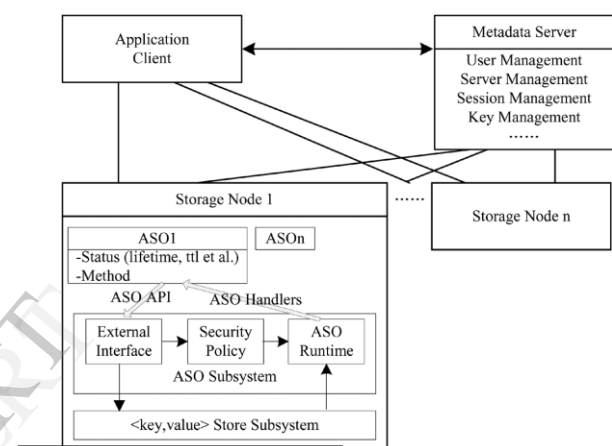 Application
Client
Metadata Server
User Management
Server Management
Session Management
Key Management
......
Storage Node 1
......
Storage Node n
ASO1
ASOn
-Status (lifetime, ttl et al.)
-Method
ASO API
ASO Handlers
External
Interface
Security
Policy
ASO
Runtime
ASO Subsystem
<key,value> Store Subsystem